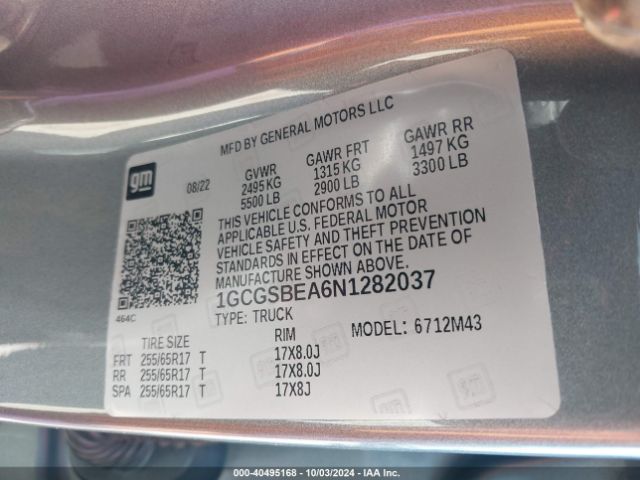 MFD BY GENERAL MOTORS LLC
gm
08/22
GVWR GAWR FRT GAWR RR
2495 KG 1315 KG 1497 KG
5500 LB 2900 LB 3300 LB
THIS VEHICLE CONFORMS TO ALL
APPLICABLE U.S. FEDERAL MOTOR
VEHICLE SAFETY AND THEFT PREVENTION
STANDARDS IN EFFECT ON THE DATE OF
MANUFACTURE SHOWN ABOVE.
464C
1GCGSBEA6N1282037
TYPE: TRUCK MODEL: 6712M43
TIRE SIZE RIM
FRT 255/65R17 T 17X8.0J
RR 255/65R17 T 17X8.0J
SPA 255/65R17 T 17X8J
000-40495168 - 10/03/2024 - IAA Inc.